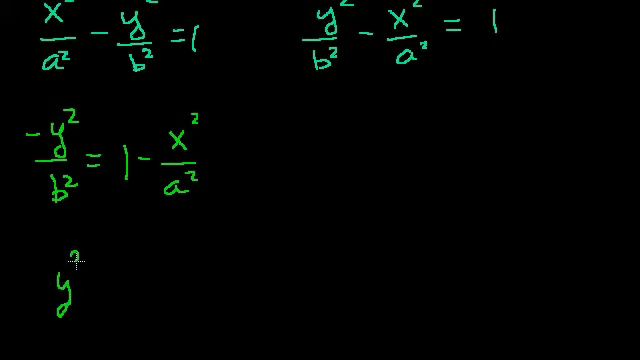 x²/a² - y²/b² = 1    y²/b² - x²/a² = 1
-y²/b² = 1 - x²/a²
y²